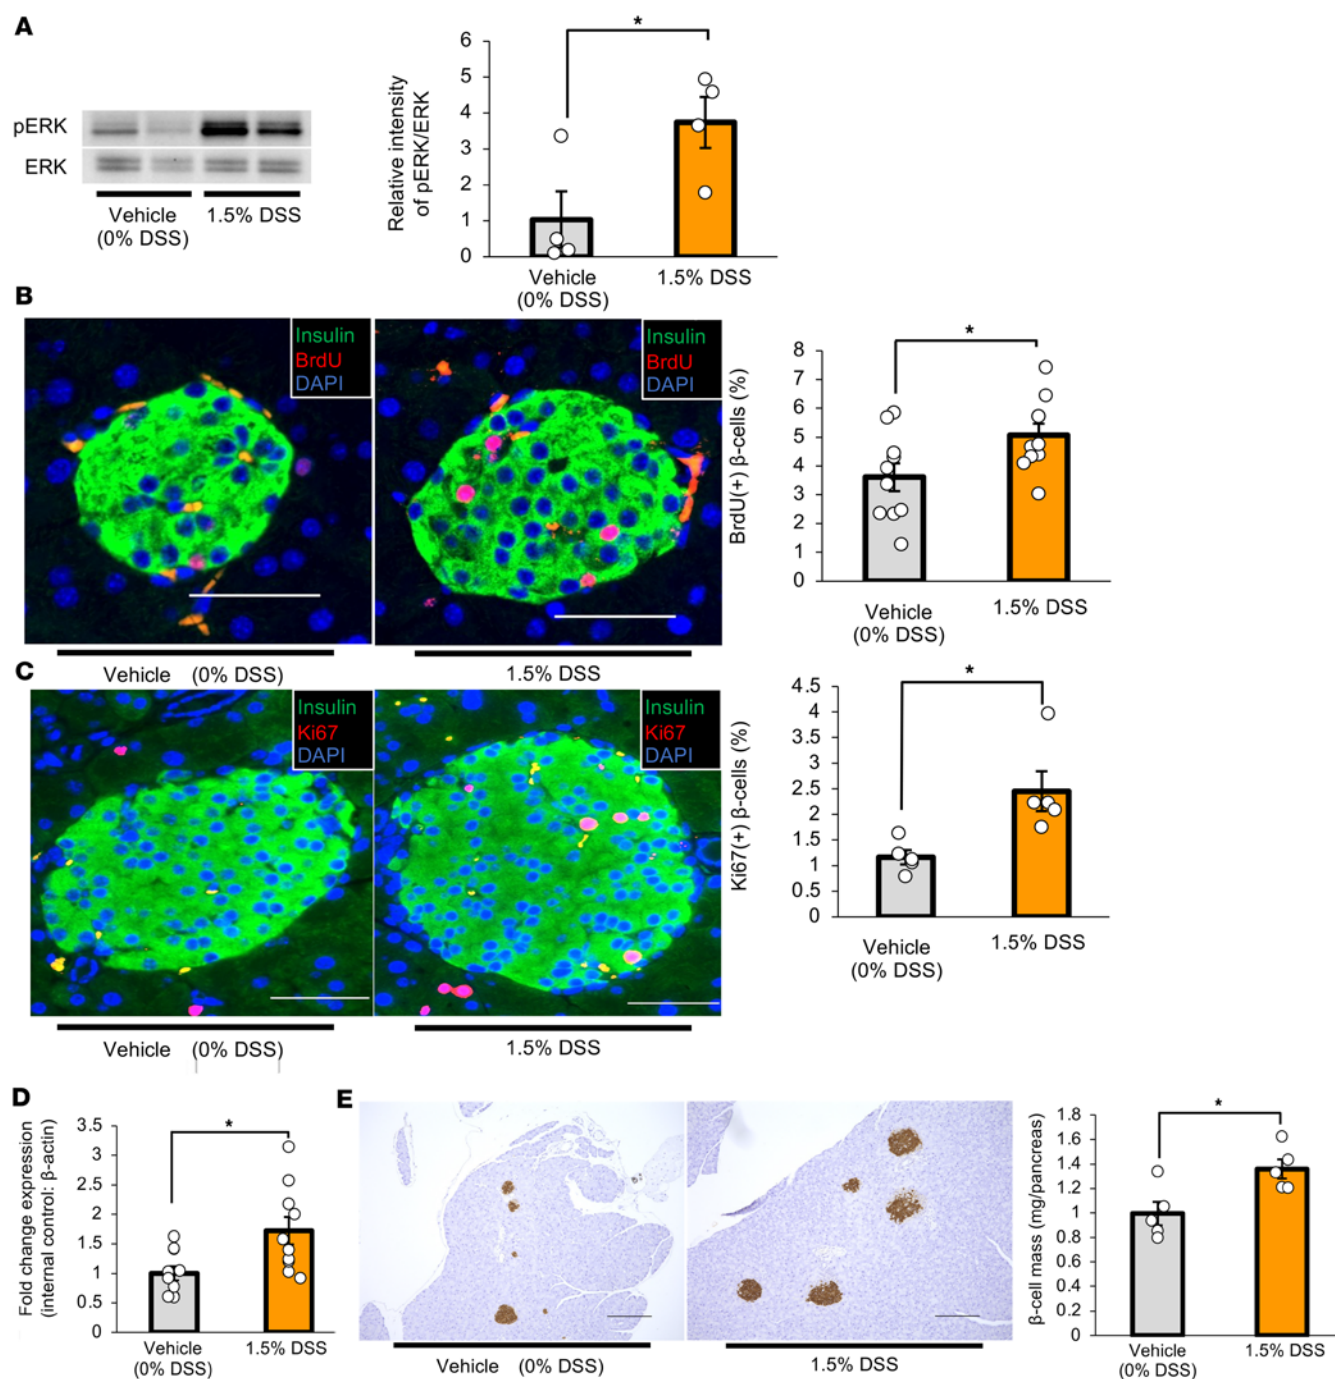 A
pERK
ERK
Vehicle
(0% DSS)
1.5% DSS
Relative intensity
of pERK/ERK
6
5
4
3
2
1
0
*
Vehicle
(0% DSS)
1.5% DSS
B
Insulin
BrdU
DAPI
Insulin
BrdU
DAPI
Vehicle (0% DSS)
1.5% DSS
BrdU(+) β-cells (%)
8
7
6
5
4
3
2
1
0
*
Vehicle
(0% DSS)
1.5% DSS
C
Insulin
Ki67
DAPI
Insulin
Ki67
DAPI
Vehicle (0% DSS)
1.5% DSS
Ki67(+) β-cells (%)
4.5
4
3.5
3
2.5
2
1.5
1
0.5
0
*
Vehicle
(0% DSS)
1.5% DSS
D
Fold change expression
(internal control: β-actin)
3.5
3
2.5
2
1.5
1
0.5
0
*
Vehicle
(0% DSS)
1.5% DSS
E
Vehicle (0% DSS)
1.5% DSS
β-cell mass (mg/pancreas)
1.8
1.6
1.4
1.2
1
0.8
0.6
0.4
0.2
0
*
Vehicle
(0% DSS)
1.5% DSS